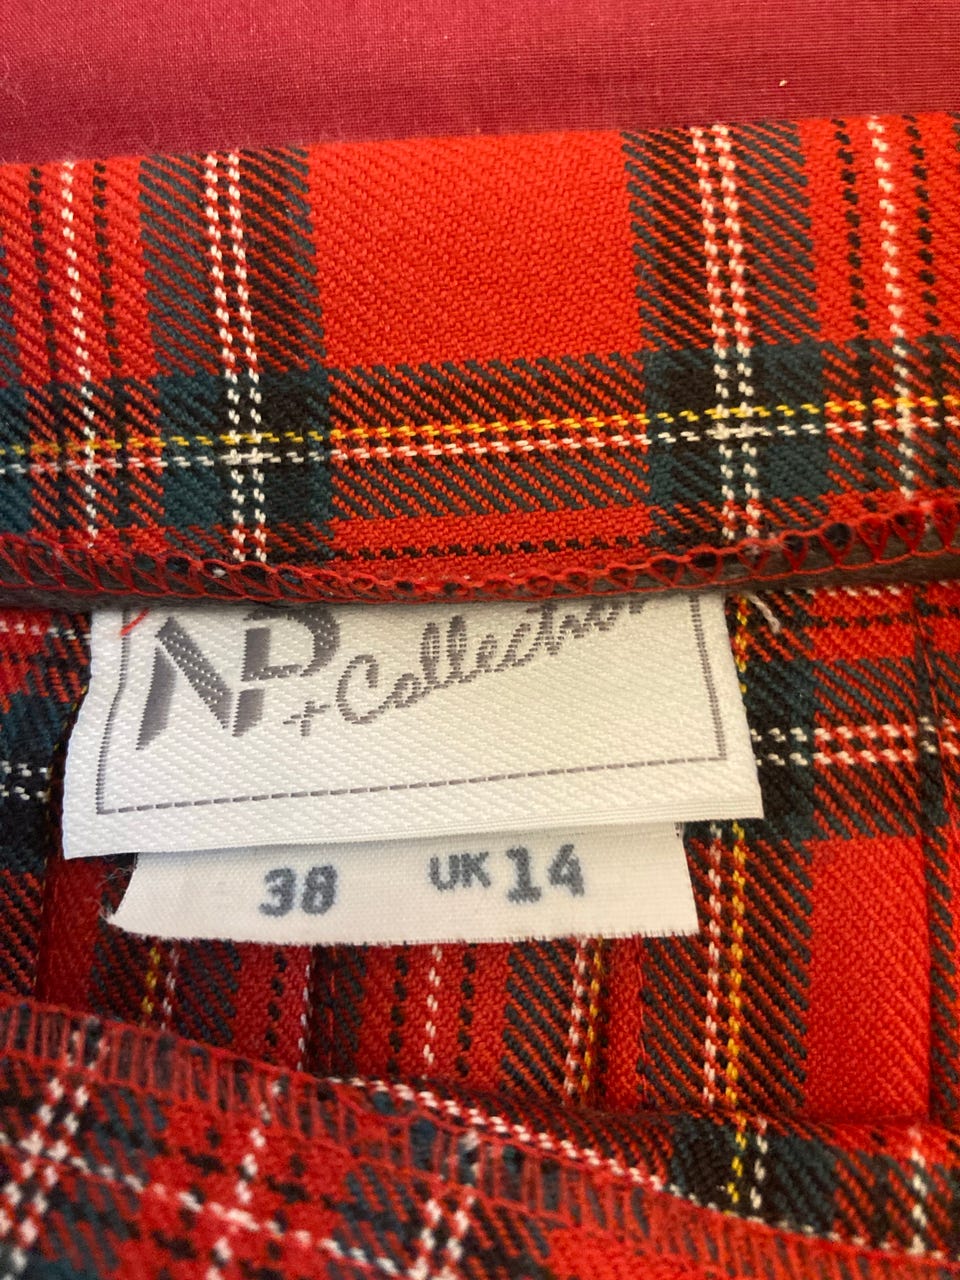 NP
+Collection
38 UK 14